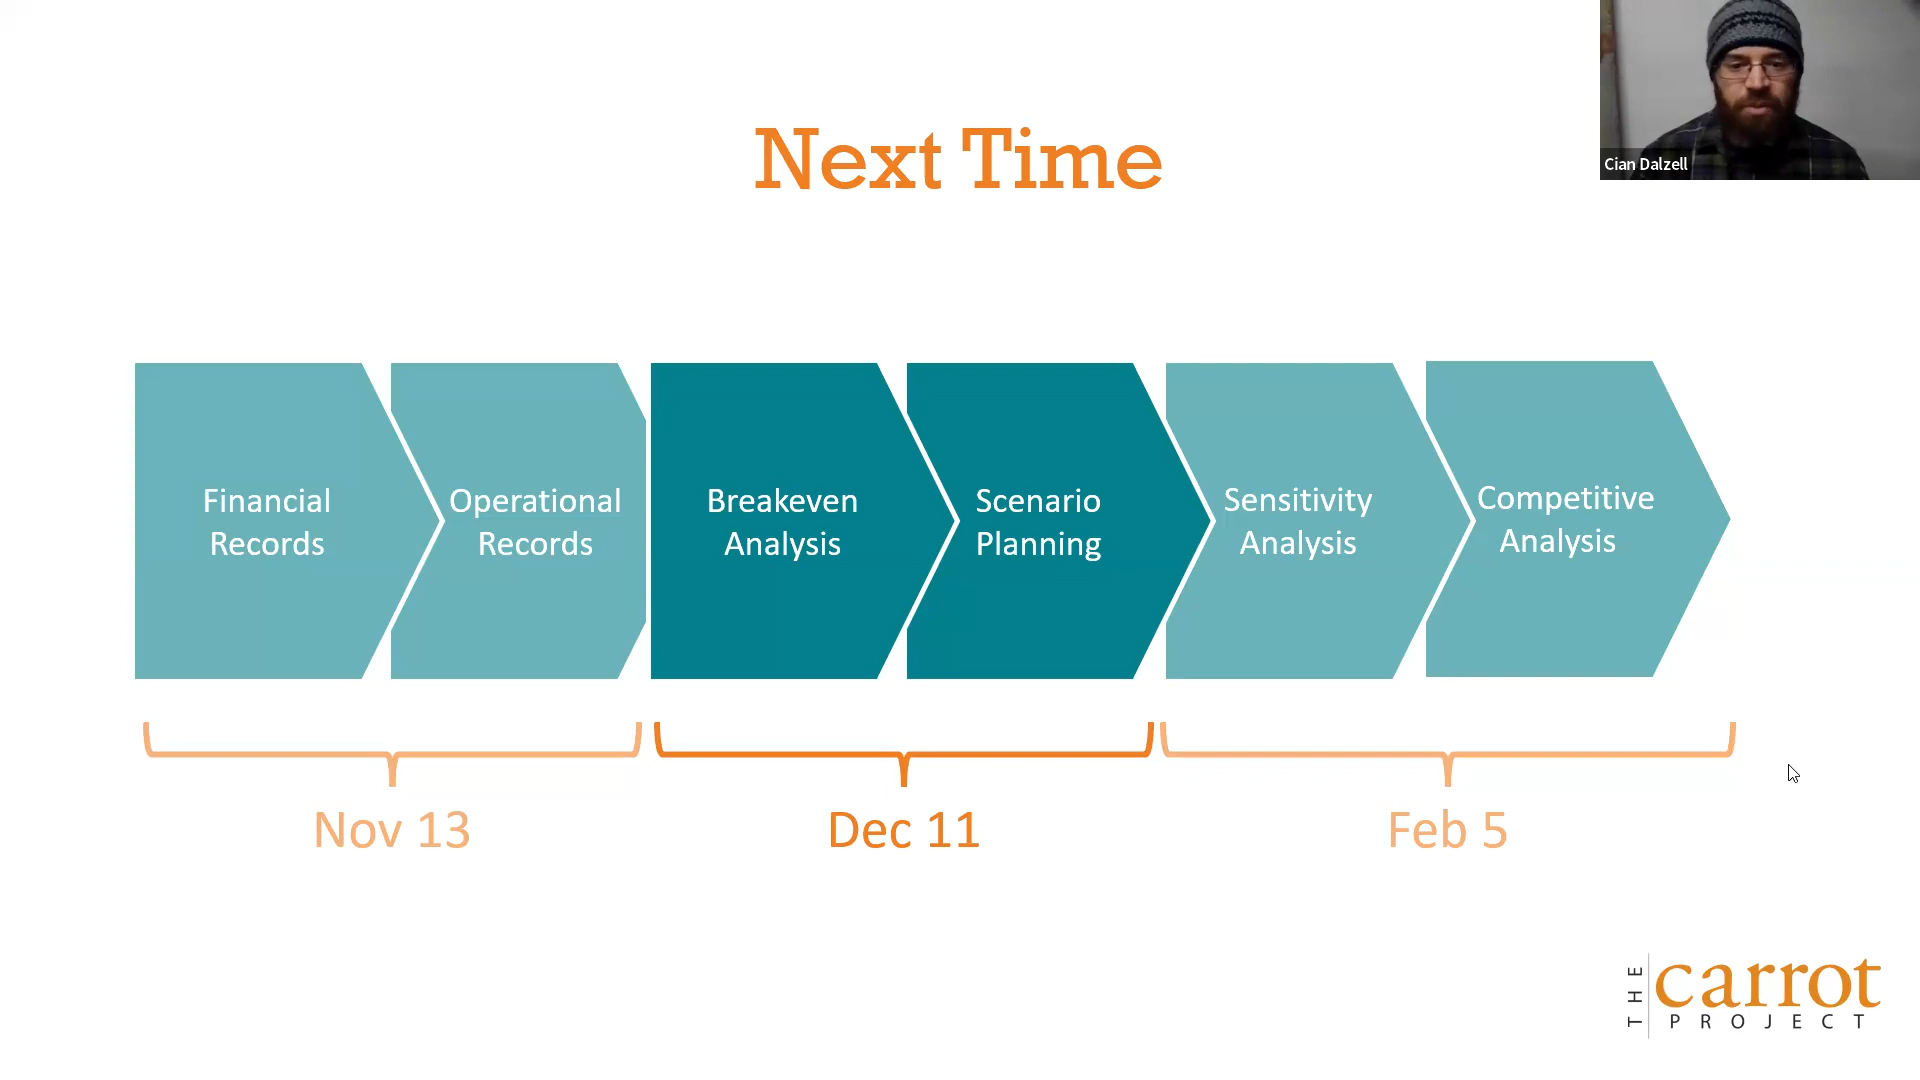 Next Time
Cian Dalzell
Financial
Records
Operational
Records
Breakeven
Analysis
Scenario
Planning
Sensitivity
Analysis
Competitive
Analysis
Nov 13
Dec 11
Feb 5
THE
carrot
PROJECT